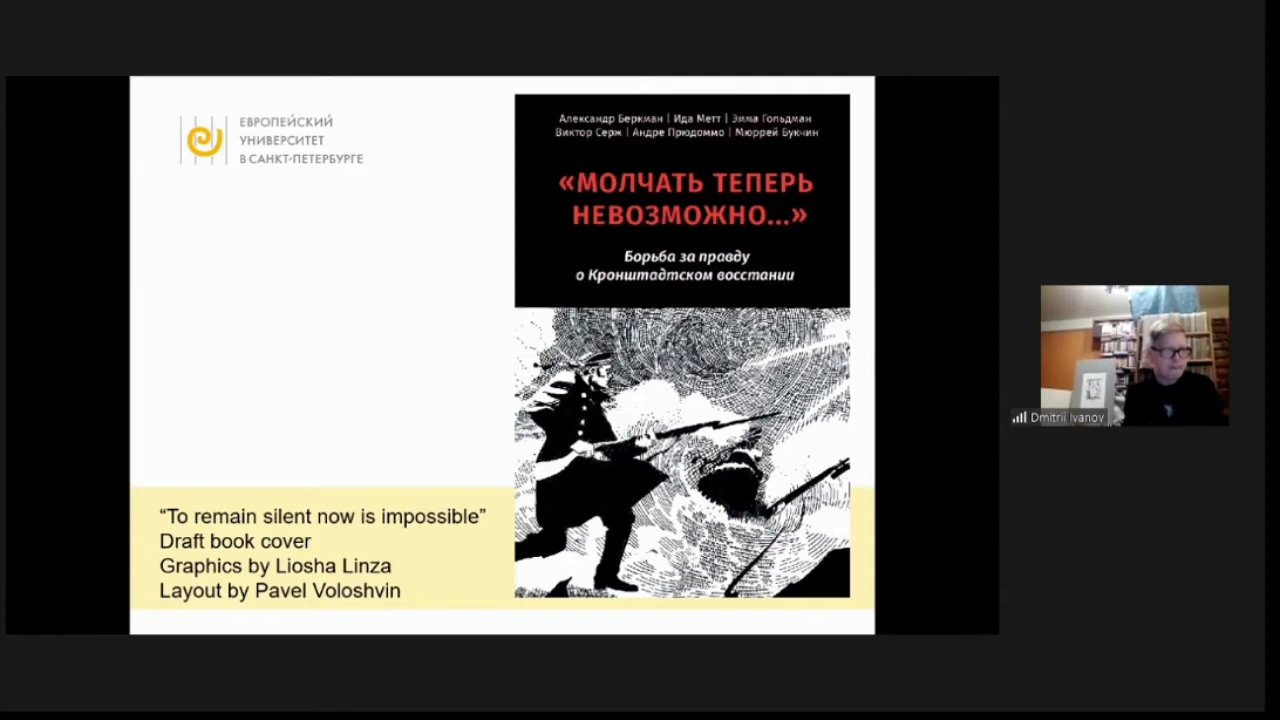 ЕВРОПЕЙСКИЙ
УНИВЕРСИТЕТ
В САНКТ-ПЕТЕРБУРГЕ
Александр Беркман | Ида Метт | Эмма Гольдман
Виктор Серж | Андре Прюдоммо | Мюррей Букчин
«МОЛЧАТЬ ТЕПЕРЬ
НЕВОЗМОЖНО...»
Борьба за правду
о Кронштадтском восстании
“To remain silent now is impossible”
Draft book cover
Graphics by Liosha Linza
Layout by Pavel Voloshvin
Dmitrii Ivanov